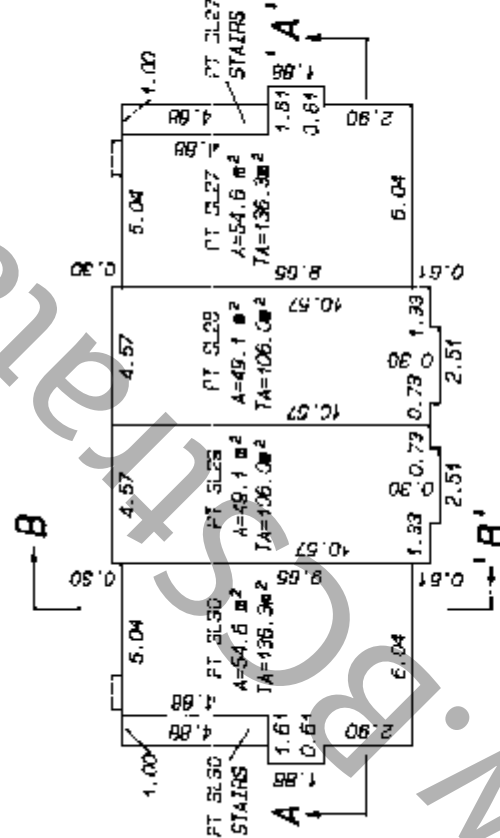 B
B'
A
A'
PT SL27
STAIRS
1.00
4.88
4.88
1.88
1.61
0.61
2.90
5.04
PT SL27
A=54.6 m²
TA=136.3m²
6.04
0.30
9.65
0.61
4.57
PT SL28
A=49.1 m²
TA=106.0m²
10.57
1.33
0.30
0.73
2.51
10.57
4.57
PT SL29
A=49.1 m²
TA=106.0m²
10.57
0.73
0.30
1.33
2.51
0.30
9.65
0.61
5.04
PT SL30
A=54.6 m²
TA=136.3m²
6.04
4.88
4.88
1.00
PT SL30
STAIRS
1.61
0.61
1.88
2.90